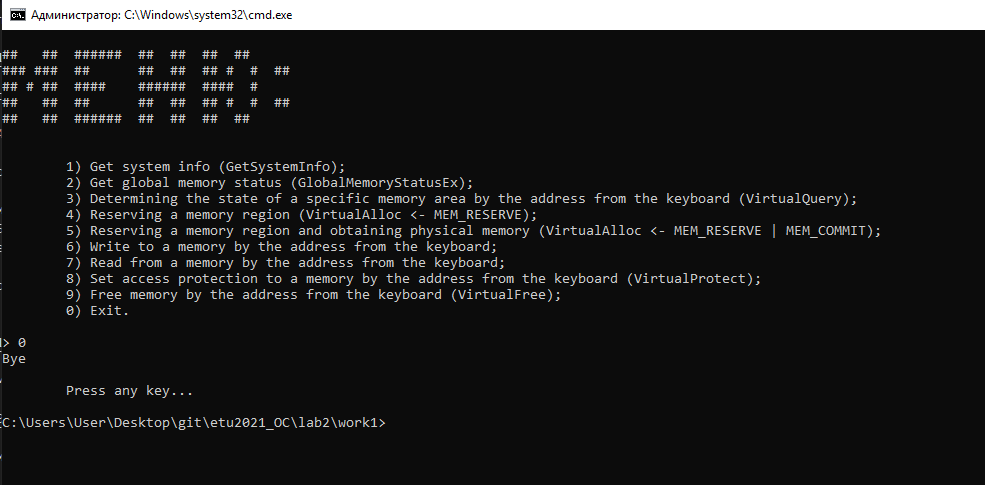 Администратор: C:\Windows\system32\cmd.exe
##   ##  ######  ##  ##  ##  ##
### ###  ##      ##  ##  ## #  #  ##
## # ##  ####    ######  ####  #
##   ##  ##      ##  ##  ## #  #  ##
##   ##  ######  ##  ##  ##  ##
1) Get system info (GetSystemInfo);
2) Get global memory status (GlobalMemoryStatusEx);
3) Determining the state of a specific memory area by the address from the keyboard (VirtualQuery);
4) Reserving a memory region (VirtualAlloc <- MEM_RESERVE);
5) Reserving a memory region and obtaining physical memory (VirtualAlloc <- MEM_RESERVE | MEM_COMMIT);
6) Write to a memory by the address from the keyboard;
7) Read from a memory by the address from the keyboard;
8) Set access protection to a memory by the address from the keyboard (VirtualProtect);
9) Free memory by the address from the keyboard (VirtualFree);
0) Exit.
> 0
Bye
Press any key...
C:\Users\User\Desktop\git\etu2021_OC\lab2\work1>